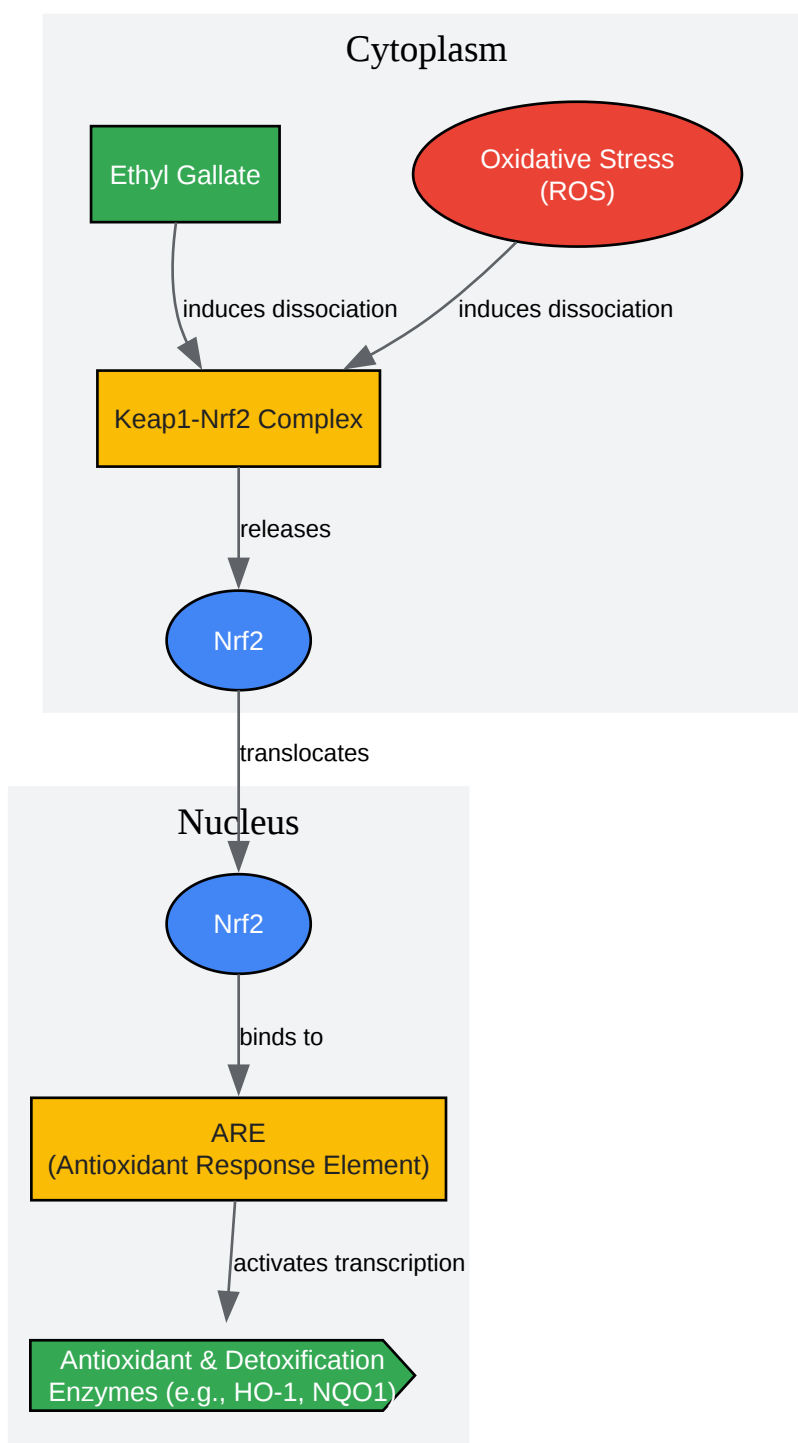 Cytoplasm
Ethyl Gallate
Oxidative Stress
(ROS)
induces dissociation
induces dissociation
Keap1-Nrf2 Complex
releases
Nrf2
translocates
Nucleus
Nrf2
binds to
ARE
(Antioxidant Response Element)
activates transcription
Antioxidant & Detoxification
Enzymes (e.g., HO-1, NQO1)